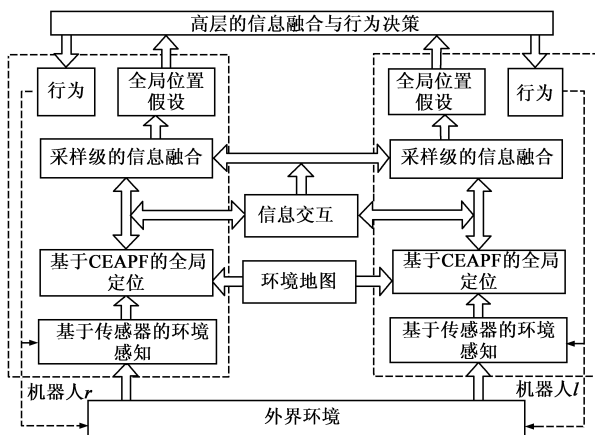 高层的信息融合与行为决策
行为
全局位置
假设
全局位置
假设
行为
采样级的信息融合
采样级的信息融合
信息交互
基于CEAPF的全局
定位
环境地图
基于CEAPF的全局
定位
基于传感器的环境
感知
基于传感器的环境
感知
机器人r
机器人l
外界环境